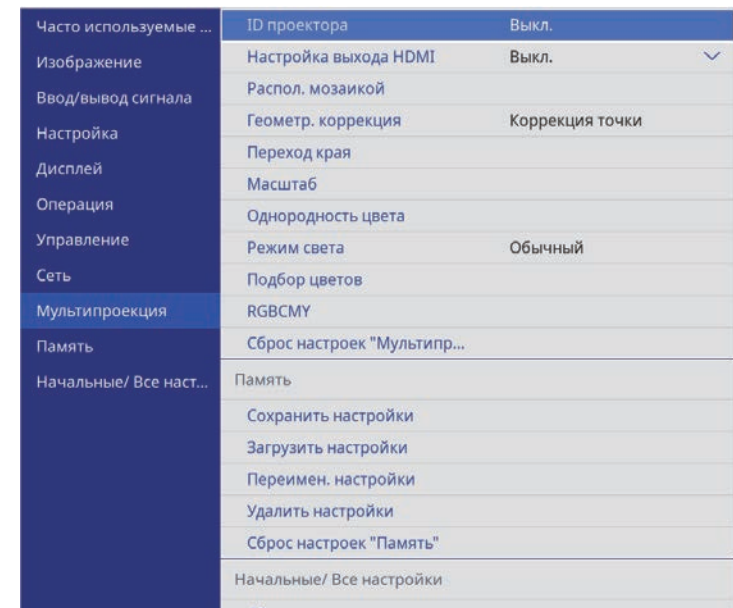 Часто используемые ...
Изображение
Ввод/вывод сигнала
Настройка
Дисплей
Операция
Управление
Сеть
Мультипроекция
Память
Начальные/ Все наст...
ID проектора Выкл.
Настройка выхода HDMI Выкл.
Распол. мозаикой
Геометр. коррекция Коррекция точки
Переход края
Масштаб
Однородность цвета
Режим света Обычный
Подбор цветов
RGBCMY
Сброс настроек "Мультипр...
Память
Сохранить настройки
Загрузить настройки
Переимен. настройки
Удалить настройки
Сброс настроек "Память"
Начальные/ Все настройки